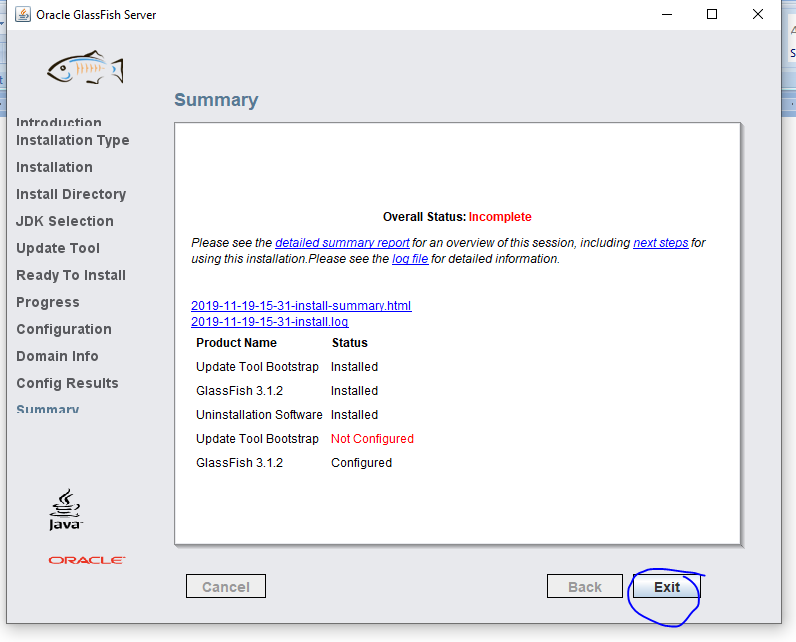 Oracle GlassFish Server
Summary
Introduction
Installation Type
Installation
Install Directory
JDK Selection
Update Tool
Ready To Install
Progress
Configuration
Domain Info
Config Results
Summary
Overall Status: Incomplete
Please see the detailed summary report for an overview of this session, including next steps for
using this installation.Please see the log file for detailed information.
2019-11-19-15-31-install-summary.html
2019-11-19-15-31-install.log
Product Name Status
Update Tool Bootstrap Installed
GlassFish 3.1.2 Installed
Uninstallation Software Installed
Update Tool Bootstrap Not Configured
GlassFish 3.1.2 Configured
Java
ORACLE
Cancel Back Exit